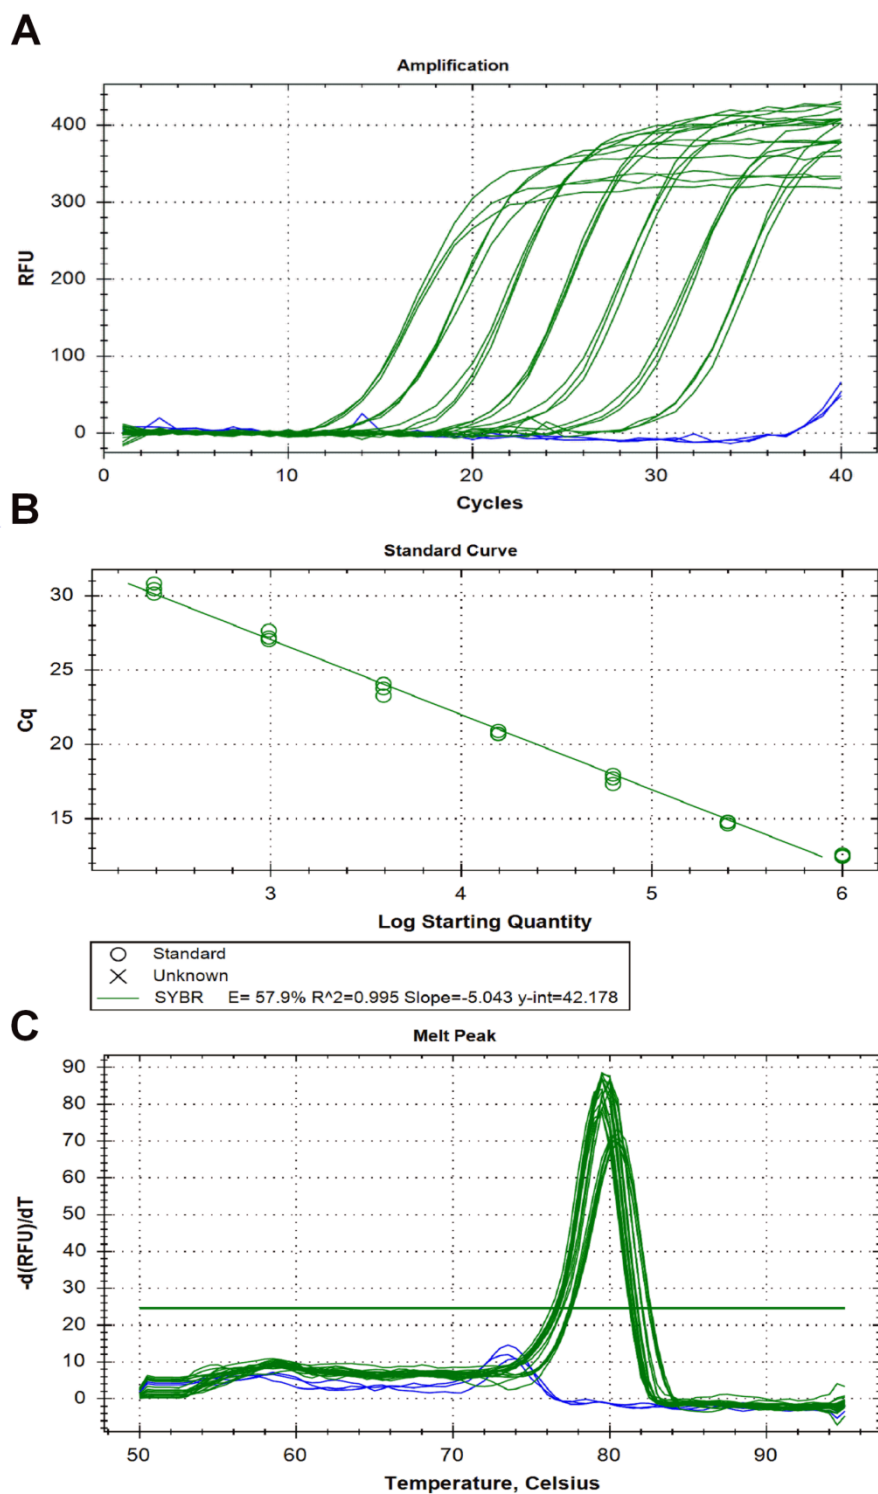 A
Amplification
400
300
200
100
0
RFU
0 10 20 30 40
Cycles
B
Standard Curve
30
25
20
15
Cq
3 4 5 6
Log Starting Quantity
Standard
Unknown
SYBR E= 57.9% R^2=0.995 Slope=-5.043 y-int=42.178
C
Melt Peak
90
80
70
60
50
40
30
20
10
0
-d(RFU)/dT
50 60 70 80 90
Temperature, Celsius